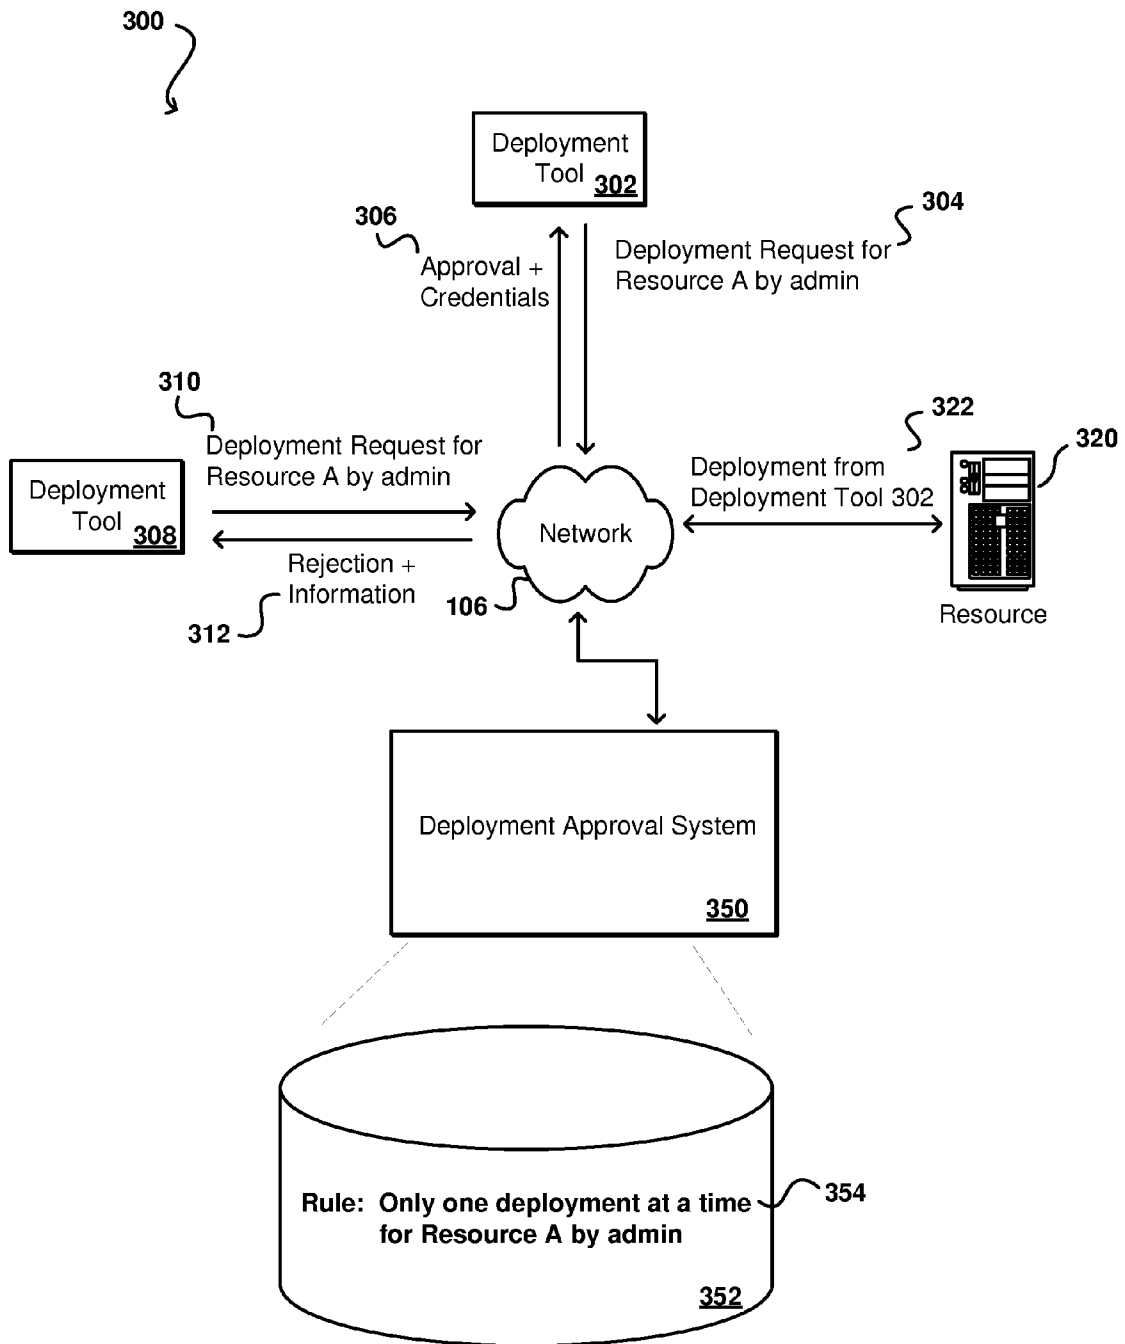 300
Deployment
Tool 302
306
304
Approval +
Credentials
Deployment Request for
Resource A by admin
310
Deployment Request for
Resource A by admin
322
320
Deployment from
Deployment Tool 302
Deployment
Tool
308
Network
Rejection +
Information
312
106
Resource
Deployment Approval System
350
Rule: Only one deployment at a time
for Resource A by admin
354
352